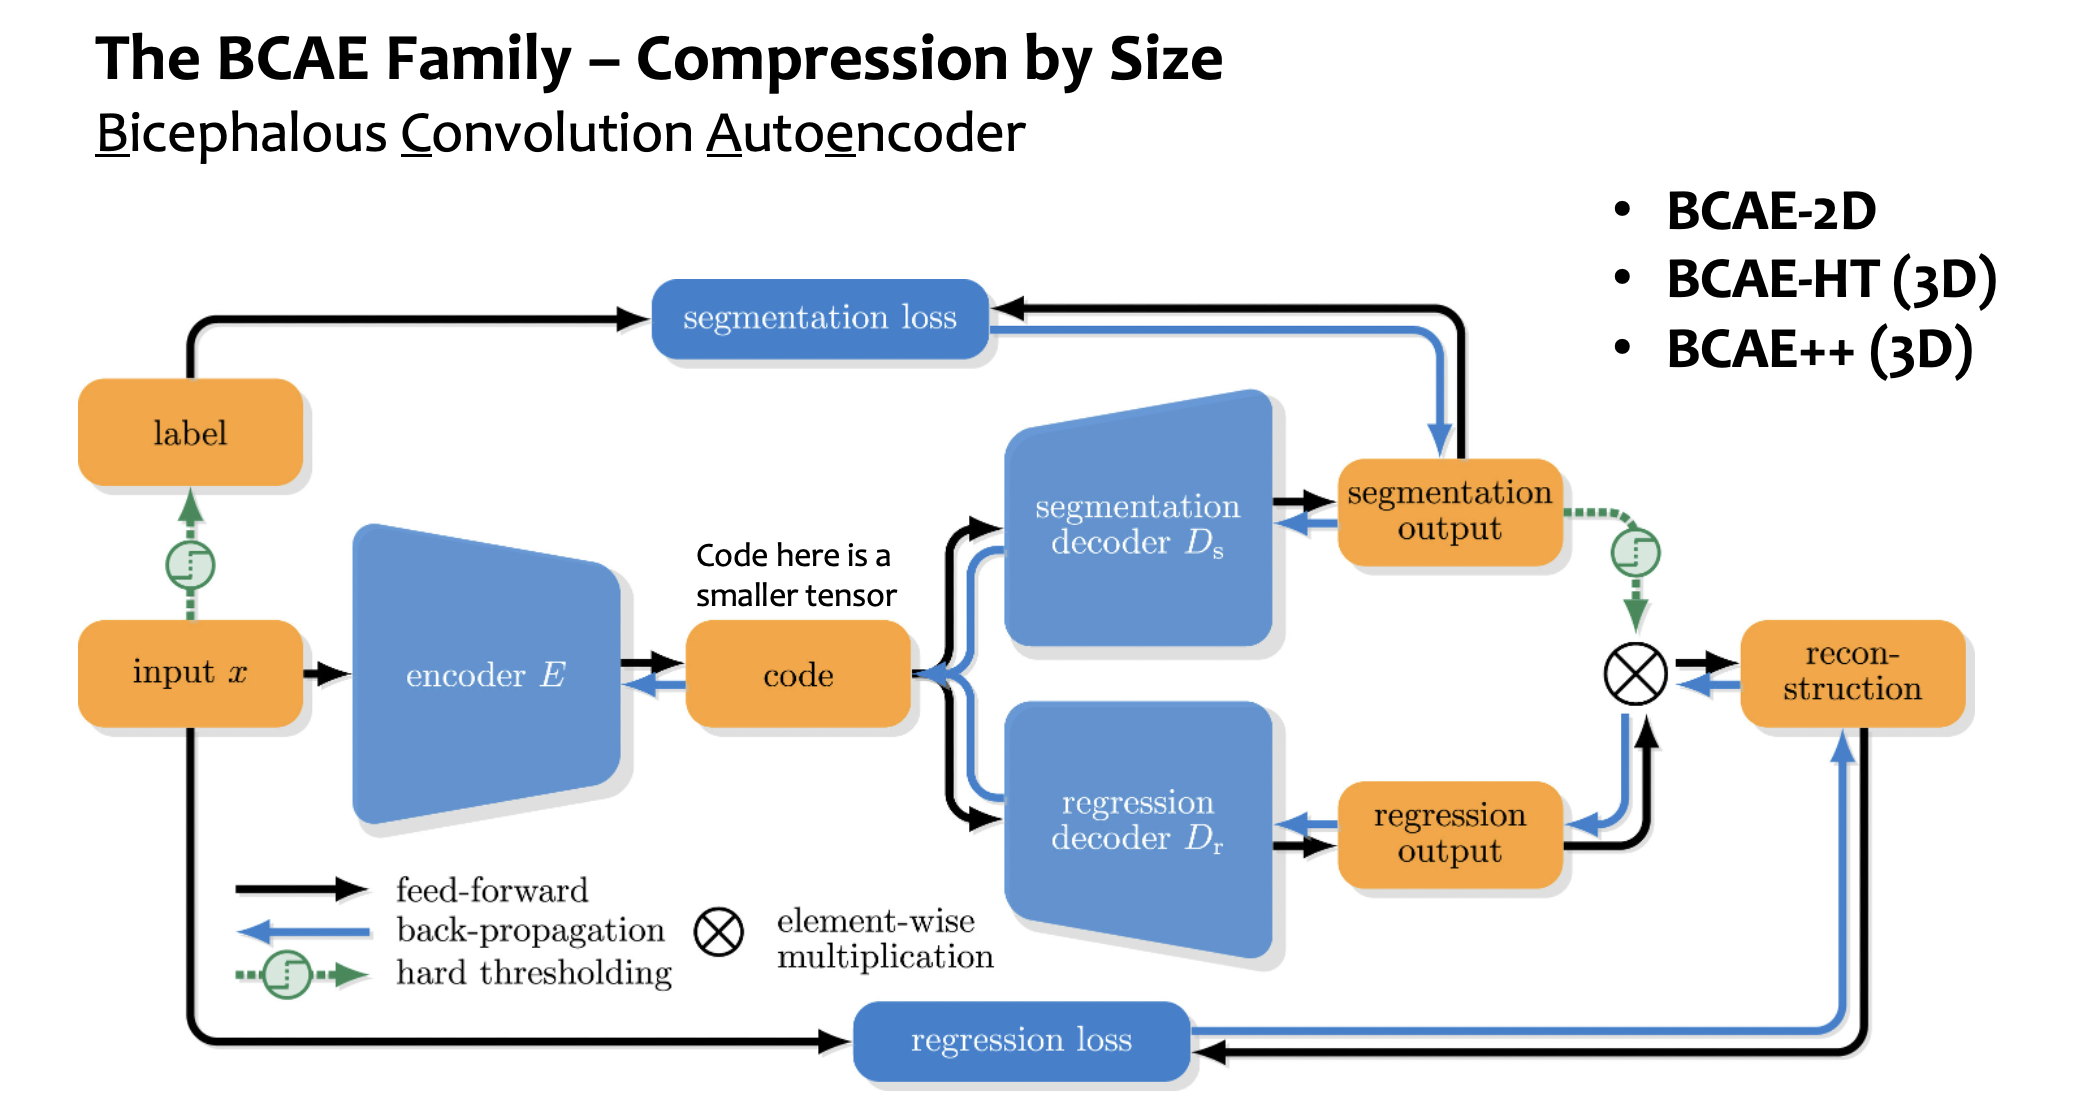 The BCAE Family – Compression by Size
Bicephalous Convolution Autoencoder
• BCAE-2D
• BCAE-HT (3D)
• BCAE++ (3D)
segmentation loss
label
segmentation
decoder Ds
segmentation
output
Code here is a
smaller tensor
input x
encoder E
code
recon-
struction
regression
decoder Dr
regression
output
feed-forward
back-propagation
hard thresholding
element-wise
multiplication
regression loss